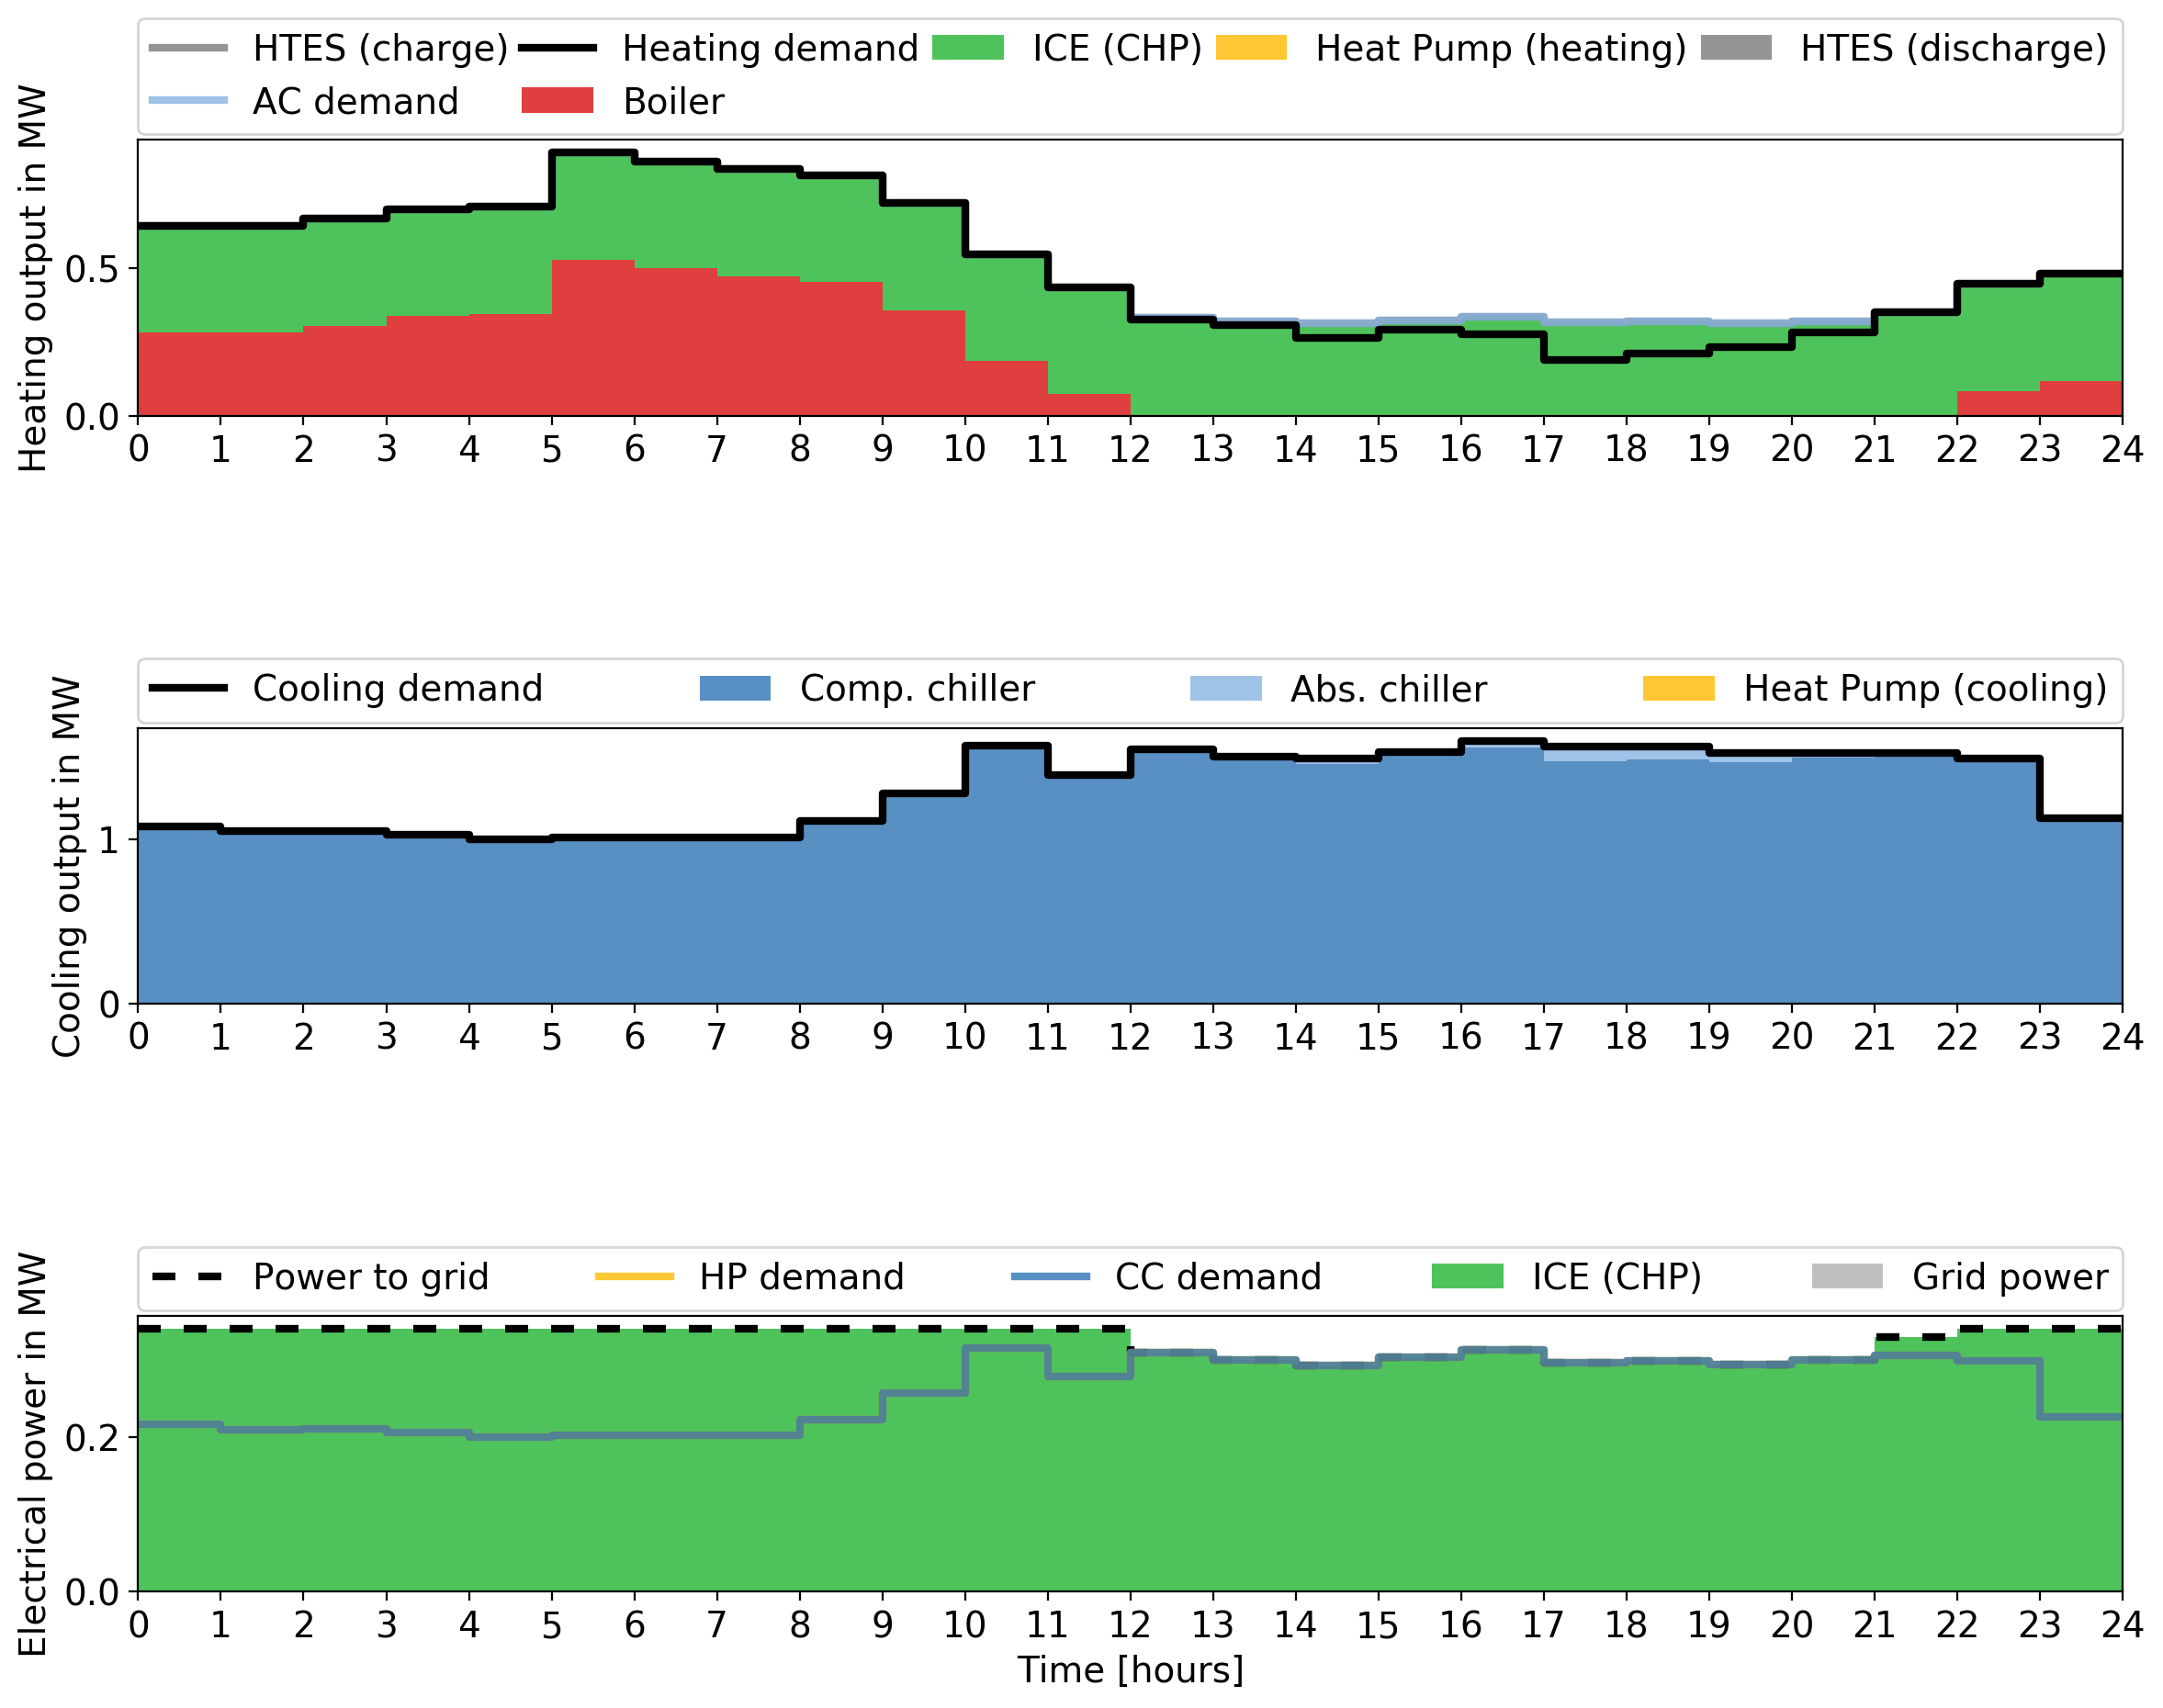 HTES (charge) Heating demand ICE (CHP) Heat Pump (heating) HTES (discharge)
AC demand Boiler
Heating output in MW
0.5
0.0
0 1 2 3 4 5 6 7 8 9 10 11 12 13 14 15 16 17 18 19 20 21 22 23 24
Cooling demand Comp. chiller Abs. chiller Heat Pump (cooling)
Cooling output in MW
1
0
0 1 2 3 4 5 6 7 8 9 10 11 12 13 14 15 16 17 18 19 20 21 22 23 24
Power to grid HP demand CC demand ICE (CHP) Grid power
Electrical power in MW
0.2
0.0
0 1 2 3 4 5 6 7 8 9 10 11 12 13 14 15 16 17 18 19 20 21 22 23 24
Time [hours]